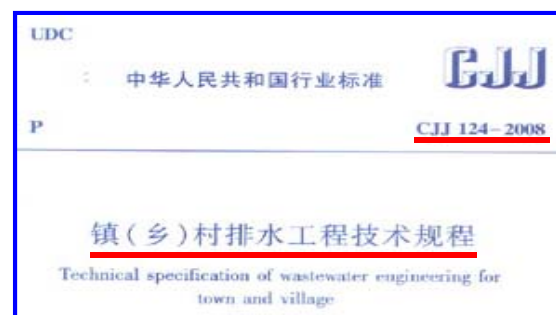 UDC
CJJ
中华人民共和国行业标准
P
CJJ 124-2008
镇(乡)村排水工程技术规程
Technical specification of wastewater engineering for
town and village